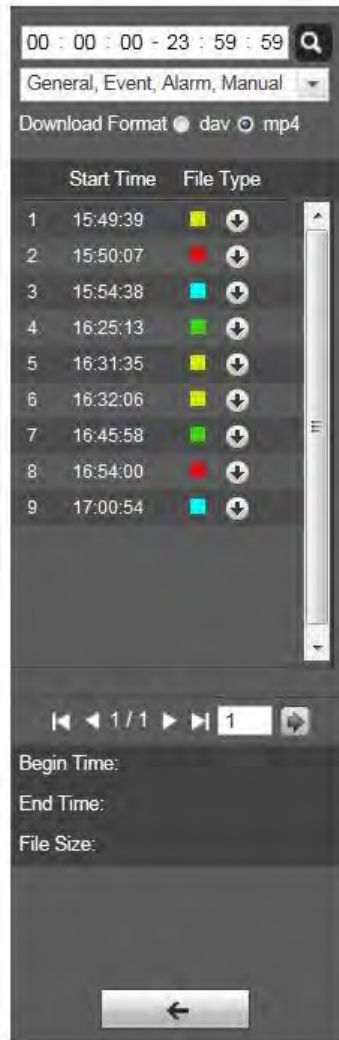 00 : 00 : 00 - 23 : 59 : 59
General, Event, Alarm, Manual
Download Format dav mp4
Start Time File Type
1 15:49:39
2 15:50:07
3 15:54:38
4 16:25:13
5 16:31:35
6 16:32:06
7 16:45:58
8 16:54:00
9 17:00:54
1 / 1 1
Begin Time:
End Time:
File Size: